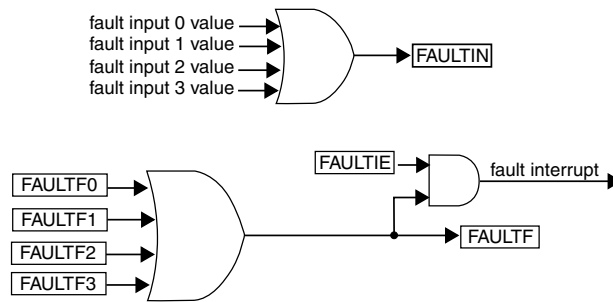 fault input 0 value
fault input 1 value
fault input 2 value
fault input 3 value
FAULTIN
FAULTIE
fault interrupt
FAULTF0
FAULTF1
FAULTF2
FAULTF3
FAULTF